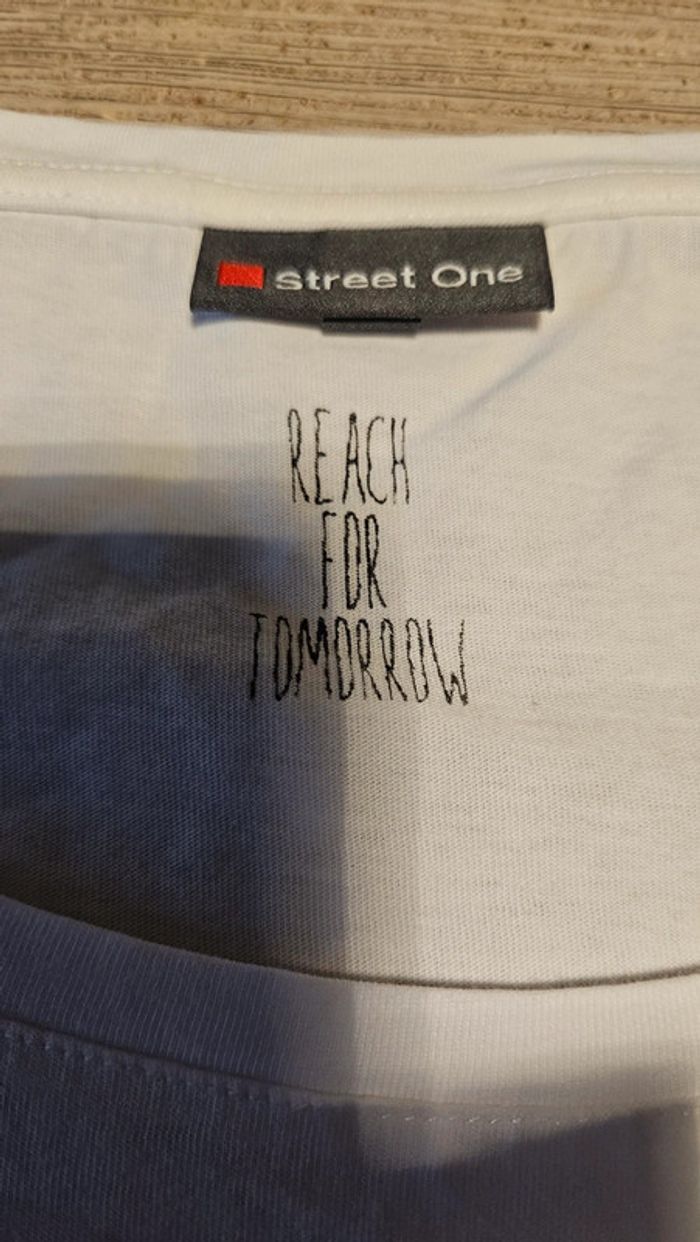 street One
REACH
FOR
TOMORROW